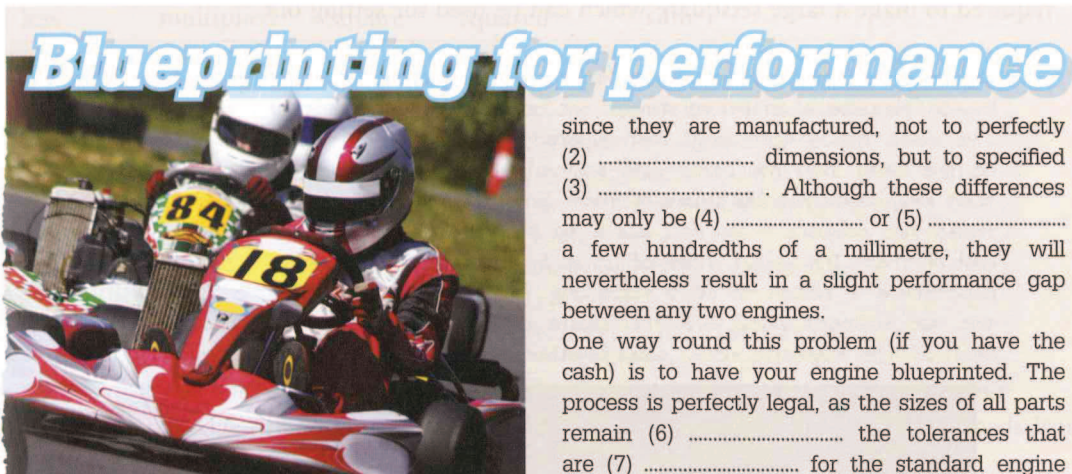 Blueprinting for performance
84
18
since they are manufactured, not to perfectly
(2) ............................... dimensions, but to specified
(3) ............................... . Although these differences
may only be (4) ............................ or (5) ............................
a few hundredths of a millimetre, they will
nevertheless result in a slight performance gap
between any two engines.
One way round this problem (if you have the
cash) is to have your engine blueprinted. The
process is perfectly legal, as the sizes of all parts
remain (6) ............................... the tolerances that
are (7) ............................... for the standard engine